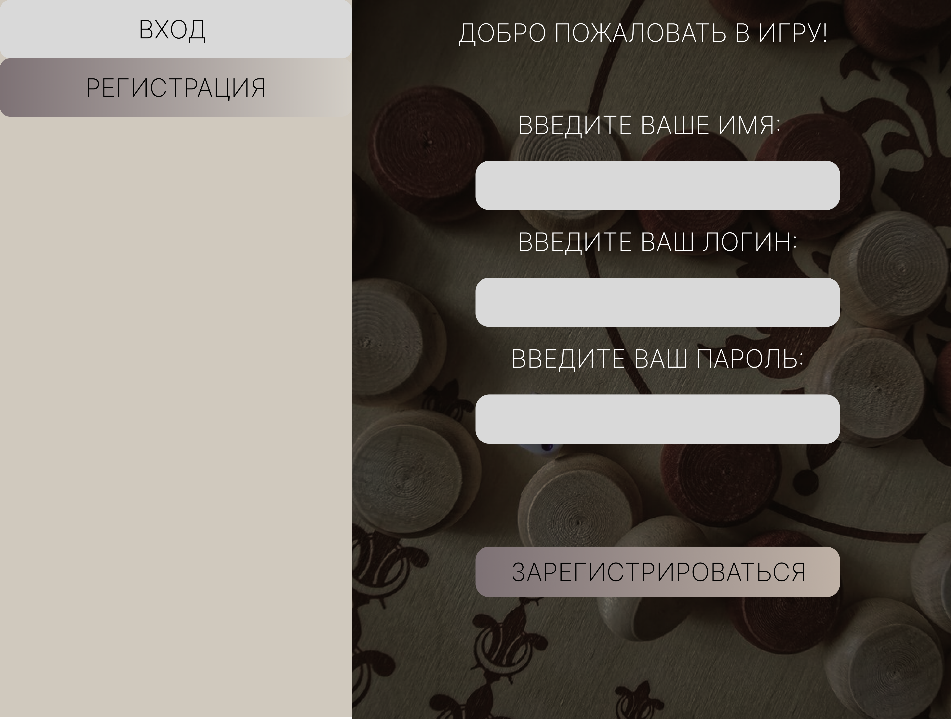 ВХОД
РЕГИСТРАЦИЯ
ДОБРО ПОЖАЛОВАТЬ В ИГРУ!
ВВЕДИТЕ ВАШЕ ИМЯ:
ВВЕДИТЕ ВАШ ЛОГИН:
ВВЕДИТЕ ВАШ ПАРОЛЬ:
ЗАРЕГИСТРИРОВАТЬСЯ